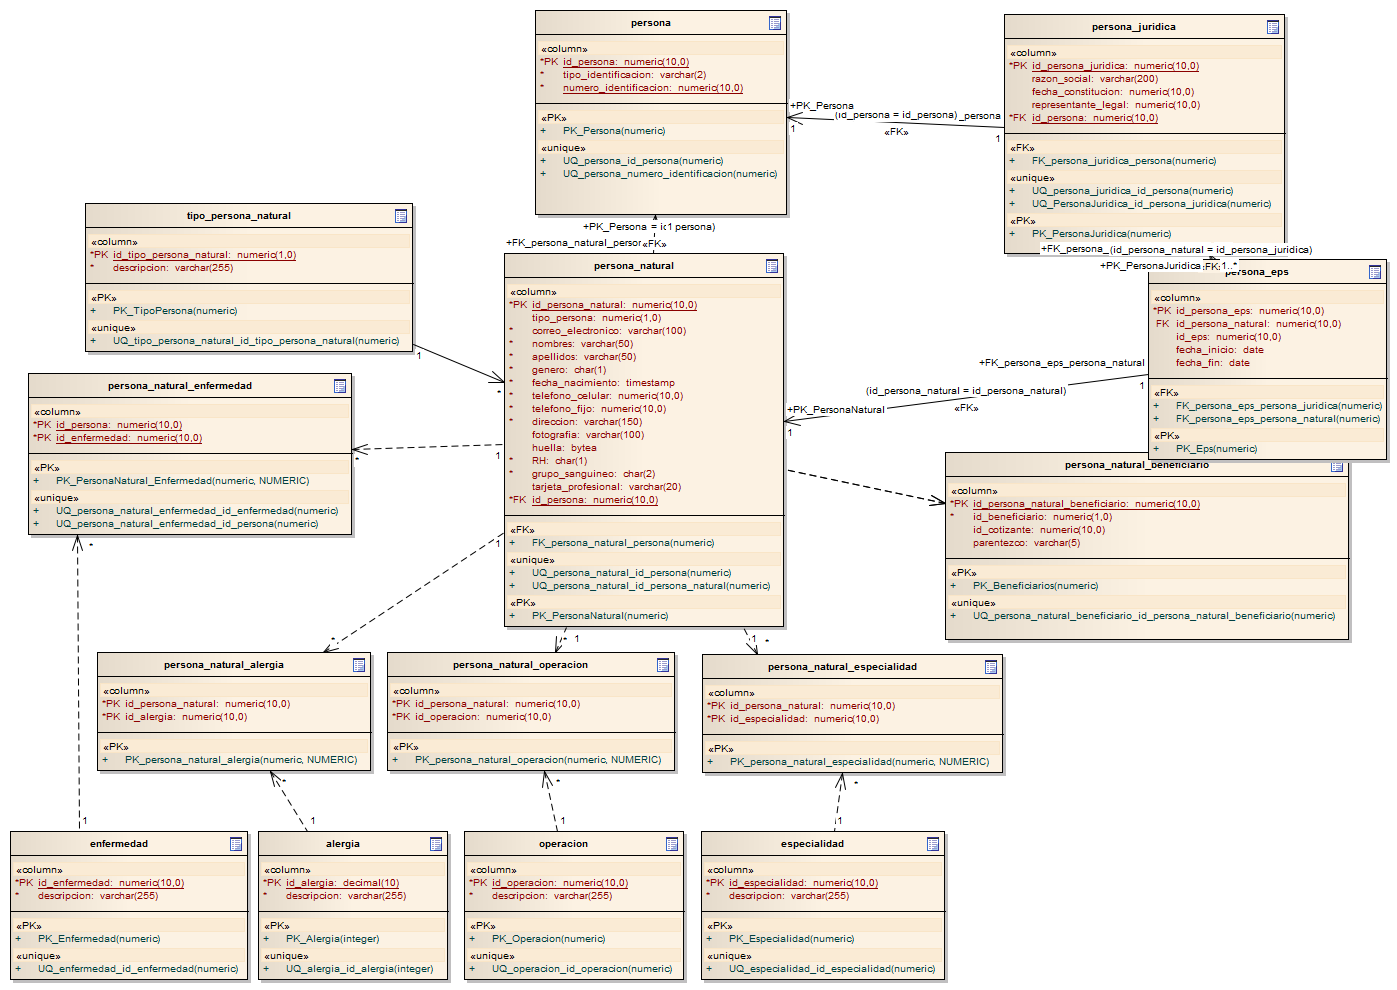 persona
«column»
*PK id_persona: numeric(10,0)
* tipo_identificacion: varchar(2)
* numero_identificacion: numeric(10,0)
«PK»
+ PK_Persona(numeric)
«unique»
+ UQ_persona_id_persona(numeric)
+ UQ_persona_numero_identificacion(numeric)
persona_juridica
«column»
*PK id_persona_juridica: numeric(10,0)
razon_social: varchar(200)
fecha_constitucion: numeric(10,0)
representante_legal: numeric(10,0)
*FK id_persona: numeric(10,0)
«FK»
+ FK_persona_juridica_persona(numeric)
«unique»
+ UQ_persona_juridica_id_persona(numeric)
+ UQ_PersonaJuridica_id_persona_juridica(numeric)
«PK»
+ PK_PersonaJuridica(numeric)
+PK_Persona
(id_persona = id_persona)
_persona
1
«FK»
1
tipo_persona_natural
«column»
*PK id_tipo_persona_natural: numeric(1,0)
* descripcion: varchar(255)
«PK»
+ PK_TipoPersona(numeric)
«unique»
+ UQ_tipo_persona_natural_id_tipo_persona_natural(numeric)
1
*
+PK_Persona
1
persona)
+FK_persona_natural_person
«FK»
persona_natural
«column»
*PK id_persona_natural: numeric(10,0)
tipo_persona: numeric(1,0)
* correo_electronico: varchar(100)
* nombres: varchar(50)
* apellidos: varchar(50)
* genero: char(1)
* fecha_nacimiento: timestamp
* telefono_celular: numeric(10,0)
* telefono_fijo: numeric(10,0)
* direccion: varchar(150)
fotografia: varchar(100)
huella: bytea
* RH: char(1)
* grupo_sanguineo: char(2)
tarjeta_profesional: varchar(20)
*FK id_persona: numeric(10,0)
«FK»
+ FK_persona_natural_persona(numeric)
«unique»
+ UQ_persona_natural_id_persona(numeric)
+ UQ_persona_natural_id_persona_natural(numeric)
«PK»
+ PK_PersonaNatural(numeric)
+FK_persona_
(id_persona_natural = id_persona_juridica)
+PK_PersonaJuridica
«FK»
1..*
persona_eps
«column»
*PK id_persona_eps: numeric(10,0)
FK id_persona_natural: numeric(10,0)
id_eps: numeric(10,0)
fecha_inicio: date
fecha_fin: date
«FK»
+ FK_persona_eps_persona_juridica(numeric)
+ FK_persona_eps_persona_natural(numeric)
«PK»
+ PK_Eps(numeric)
+FK_persona_eps_persona_natural
1
(id_persona_natural = id_persona_natural)
+PK_PersonaNatural
«FK»
1
persona_natural_enfermedad
«column»
*PK id_persona: numeric(10,0)
*PK id_enfermedad: numeric(10,0)
«PK»
+ PK_PersonaNatural_Enfermedad(numeric, NUMERIC)
«unique»
+ UQ_persona_natural_enfermedad_id_enfermedad(numeric)
+ UQ_persona_natural_enfermedad_id_persona(numeric)
1
*
*
1
persona_natural_beneficiario
«column»
*PK id_persona_natural_beneficiario: numeric(10,0)
* id_beneficiario: numeric(1,0)
id_cotizante: numeric(10,0)
parentezco: varchar(5)
«PK»
+ PK_Beneficiarios(numeric)
«unique»
+ UQ_persona_natural_beneficiario_id_persona_natural_beneficiario(numeric)
1
*
* 1
1 *
persona_natural_alergia
«column»
*PK id_persona_natural: numeric(10,0)
*PK id_alergia: numeric(10,0)
«PK»
+ PK_persona_natural_alergia(numeric, NUMERIC)
persona_natural_operacion
«column»
*PK id_persona_natural: numeric(10,0)
*PK id_operacion: numeric(10,0)
«PK»
+ PK_persona_natural_operacion(numeric, NUMERIC)
persona_natural_especialidad
«column»
*PK id_persona_natural: numeric(10,0)
*PK id_especialidad: numeric(10,0)
«PK»
+ PK_persona_natural_especialidad(numeric, NUMERIC)
*
1
*
1
*
1
enfermedad
«column»
*PK id_enfermedad: numeric(10,0)
* descripcion: varchar(255)
«PK»
+ PK_Enfermedad(numeric)
«unique»
+ UQ_enfermedad_id_enfermedad(numeric)
alergia
«column»
*PK id_alergia: decimal(10)
* descripcion: varchar(255)
«PK»
+ PK_Alergia(integer)
«unique»
+ UQ_alergia_id_alergia(integer)
operacion
«column»
*PK id_operacion: numeric(10,0)
* descripcion: varchar(255)
«PK»
+ PK_Operacion(numeric)
«unique»
+ UQ_operacion_id_operacion(numeric)
especialidad
«column»
*PK id_especialidad: numeric(10,0)
* descripcion: varchar(255)
«PK»
+ PK_Especialidad(numeric)
«unique»
+ UQ_especialidad_id_especialidad(numeric)